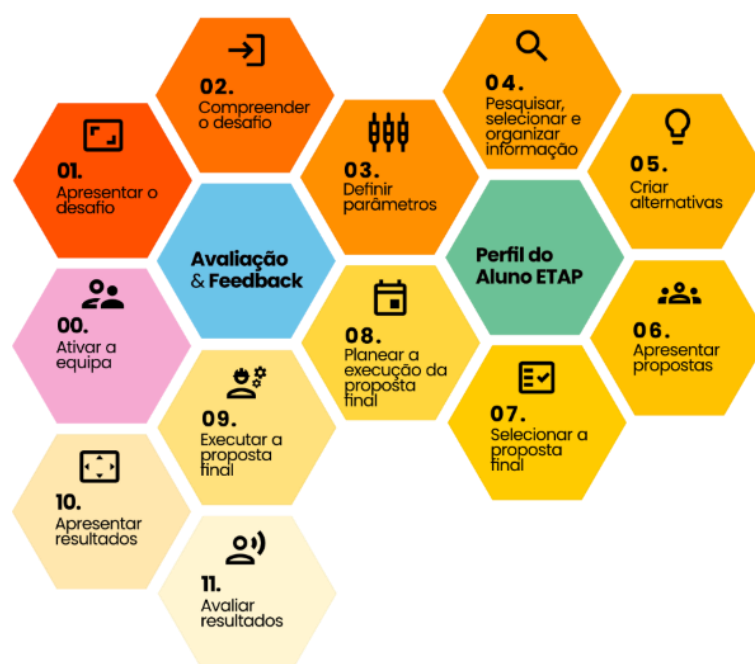 00.
Ativar a
equipa
01.
Apresentar o
desafio
02.
Compreender
o desafio
03.
Definir
parâmetros
04.
Pesquisar,
selecionar e
organizar
informação
05.
Criar
alternativas
06.
Apresentar
propostas
07.
Selecionar a
proposta
final
08.
Planear a
execução da
proposta
final
09.
Executar a
proposta
final
10.
Apresentar
resultados
11.
Avaliar
resultados
Avaliação
& Feedback
Perfil do
Aluno ETAP